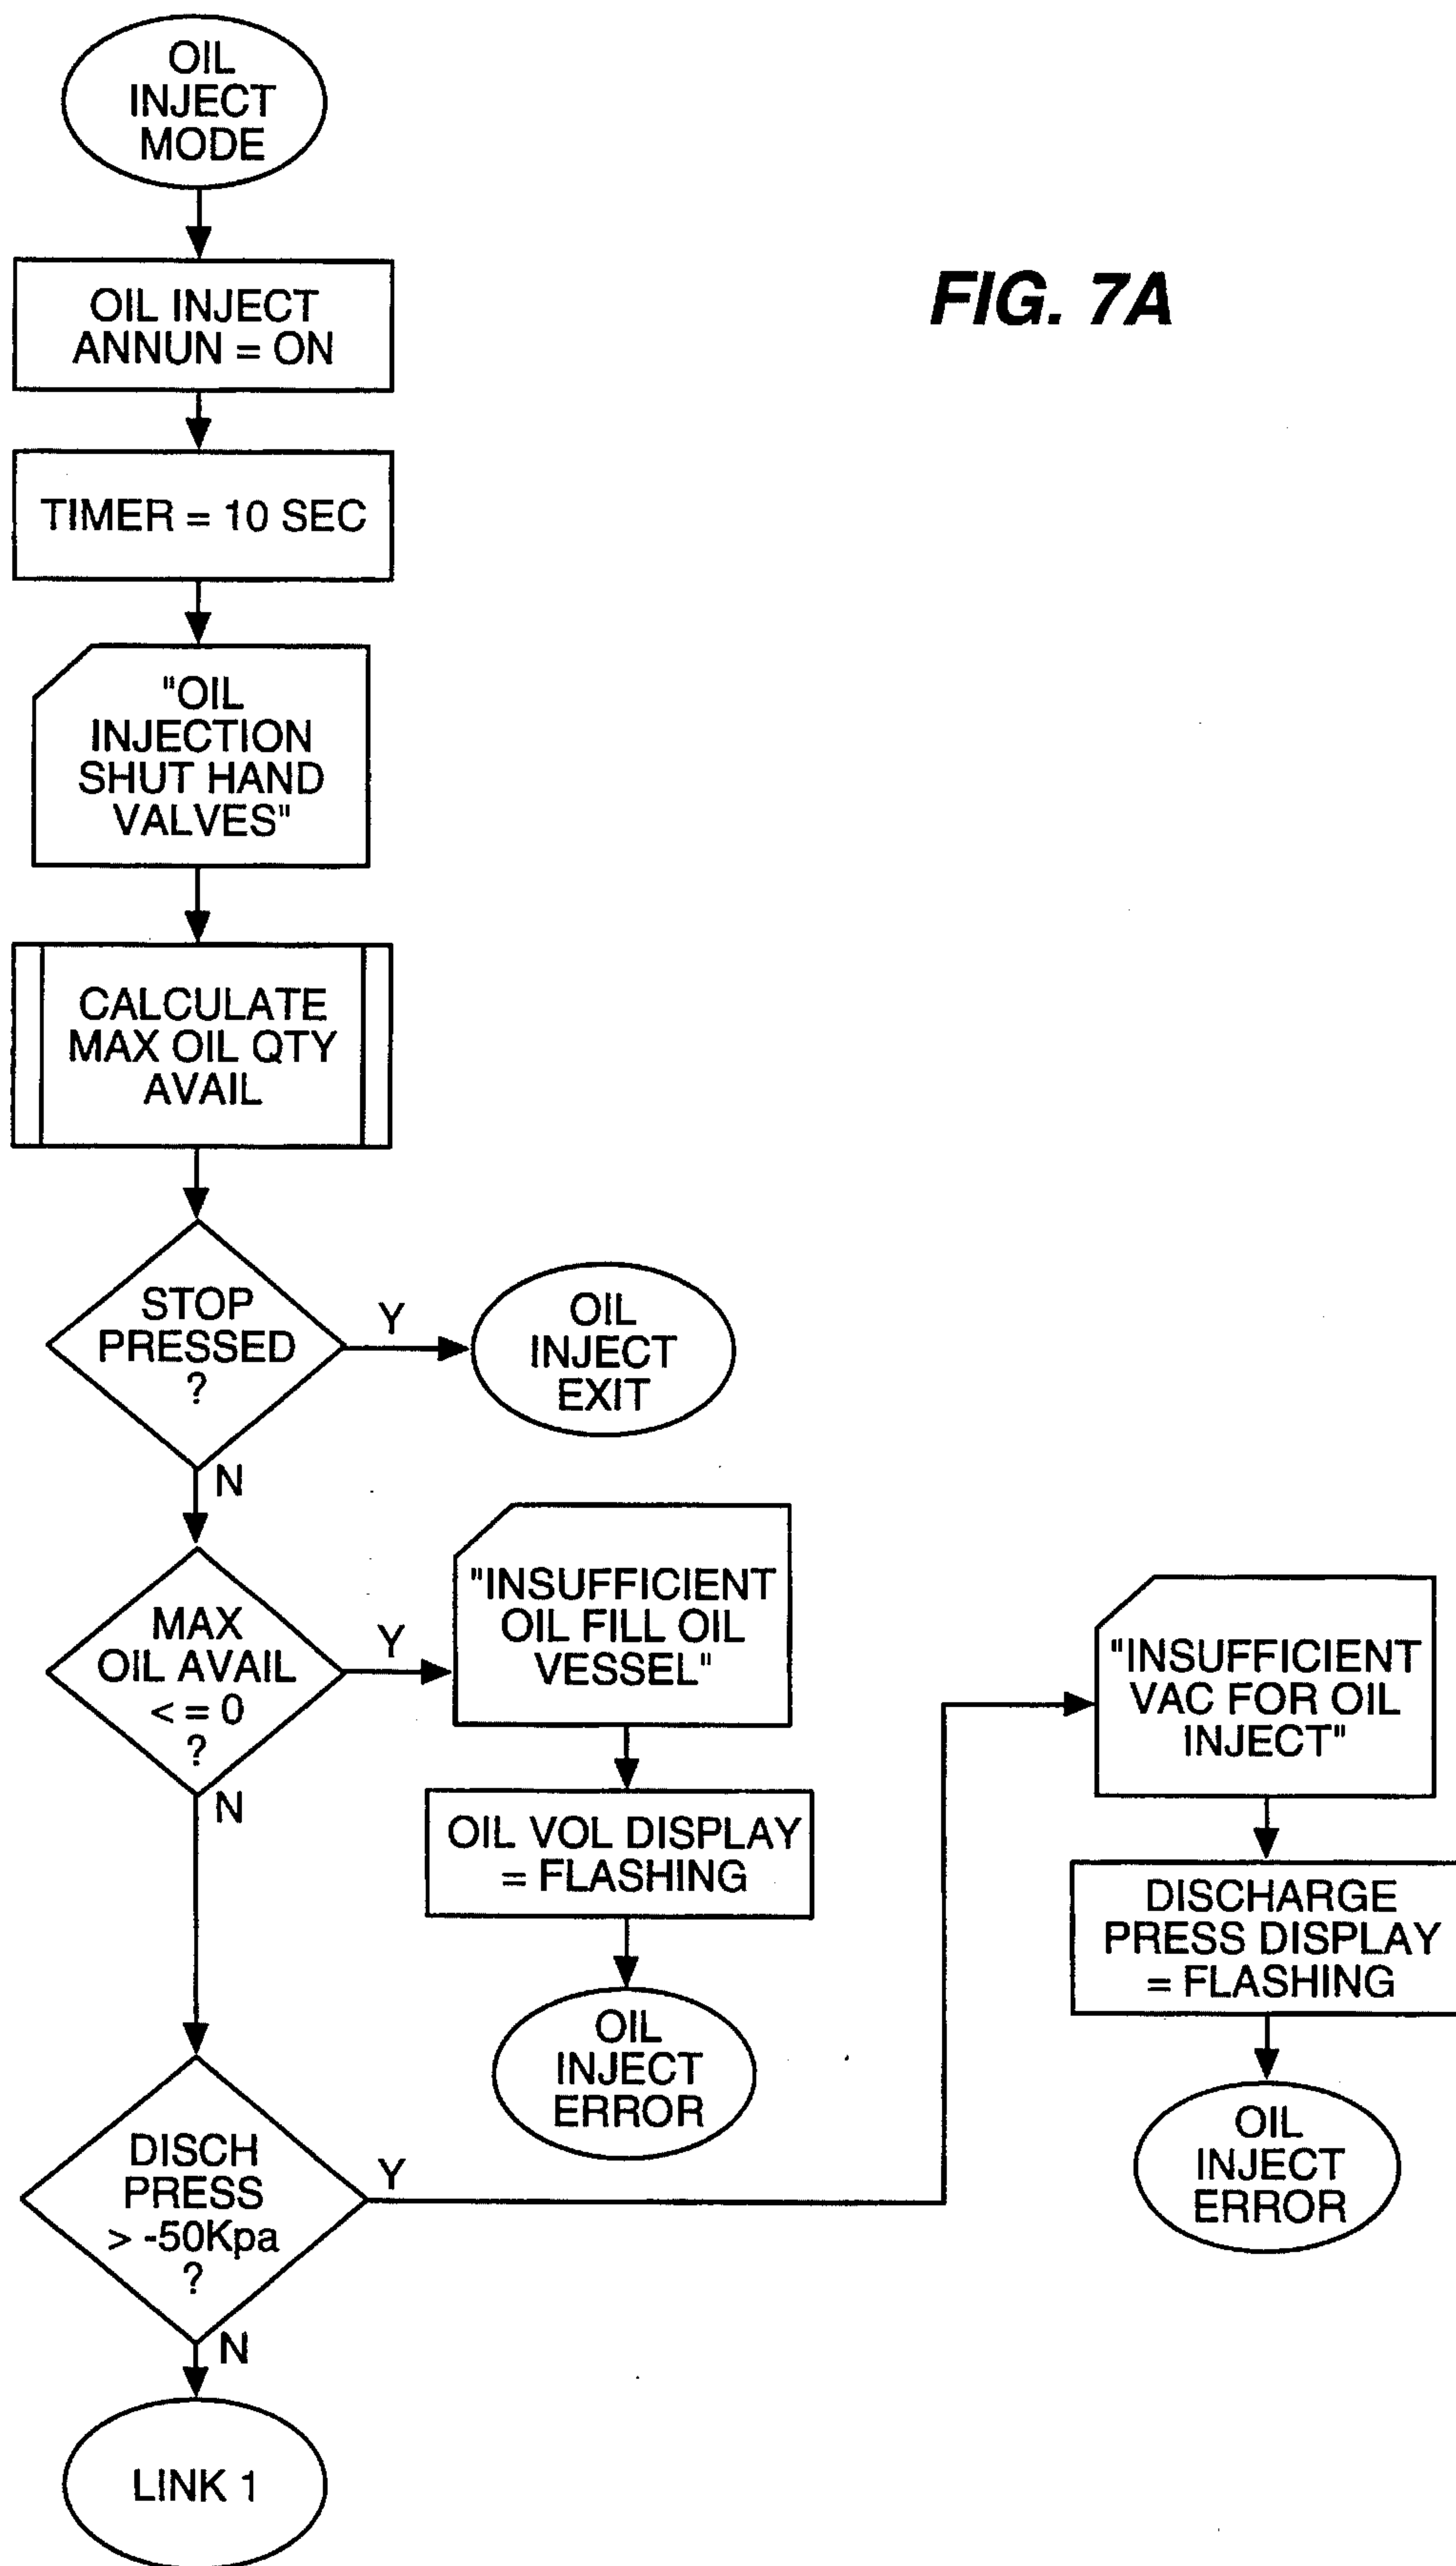 OIL
INJECT
MODE
FIG. 7A
OIL INJECT
ANNUN = ON
TIMER = 10 SEC
"OIL
INJECTION
SHUT HAND
VALVES"
CALCULATE
MAX OIL QTY
AVAIL
STOP
PRESSED
?
Y
OIL
INJECT
EXIT
N
MAX
OIL AVAIL
< = 0
?
Y
"INSUFFICIENT
OIL FILL OIL
VESSEL"
N
OIL VOL DISPLAY
= FLASHING
OIL
INJECT
ERROR
DISCH
PRESS
> -50Kpa
?
Y
"INSUFFICIENT
VAC FOR OIL
INJECT"
DISCHARGE
PRESS DISPLAY
= FLASHING
OIL
INJECT
ERROR
N
LINK 1